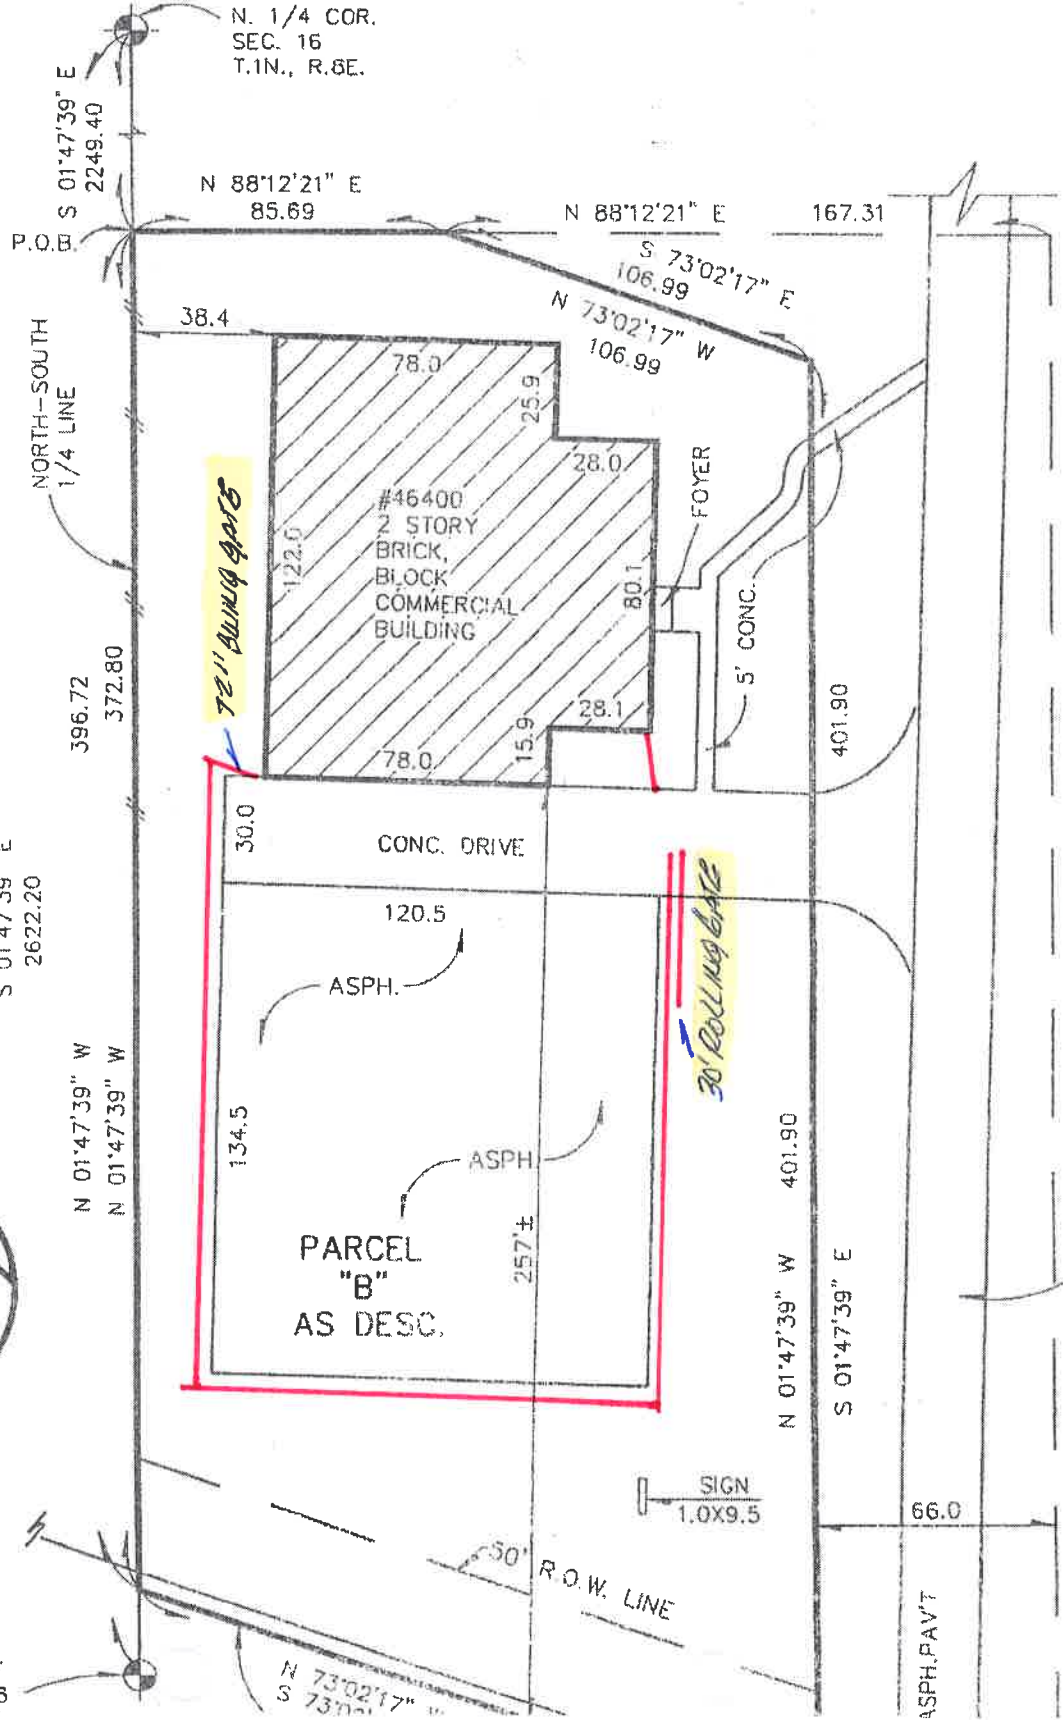 N. 1/4 COR.
SEC. 16
T.1N., R.8E.
S 01°47'39" E
2249.40
N 88°12'21" E
85.69
N 88°12'21" E
167.31
P.O.B.
S 73°02'17" E
106.99
N 73°02'17" W
106.99
38.4
78.0
25.9
28.0
NORTH-SOUTH
1/4 LINE
FOYER
#46400
2 STORY
BRICK,
BLOCK
COMMERCIAL
BUILDING
122.0
80.1
5' CONC.
396.72
372.80
28.1
15.9
78.0
401.90
30.0
CONC. DRIVE
S 01°47'39" E
2622.20
120.5
30' ROLLING GATE
ASPH.
N 01°47'39" W
N 01°47'39" W
134.5
ASPH.
401.90
PARCEL
"B"
AS DESC.
257'±
N 01°47'39" W
S 01°47'39" E
SIGN
1.0X9.5
66.0
50' R.O.W. LINE
ASPH.PAV'T
N 73°02'17" W